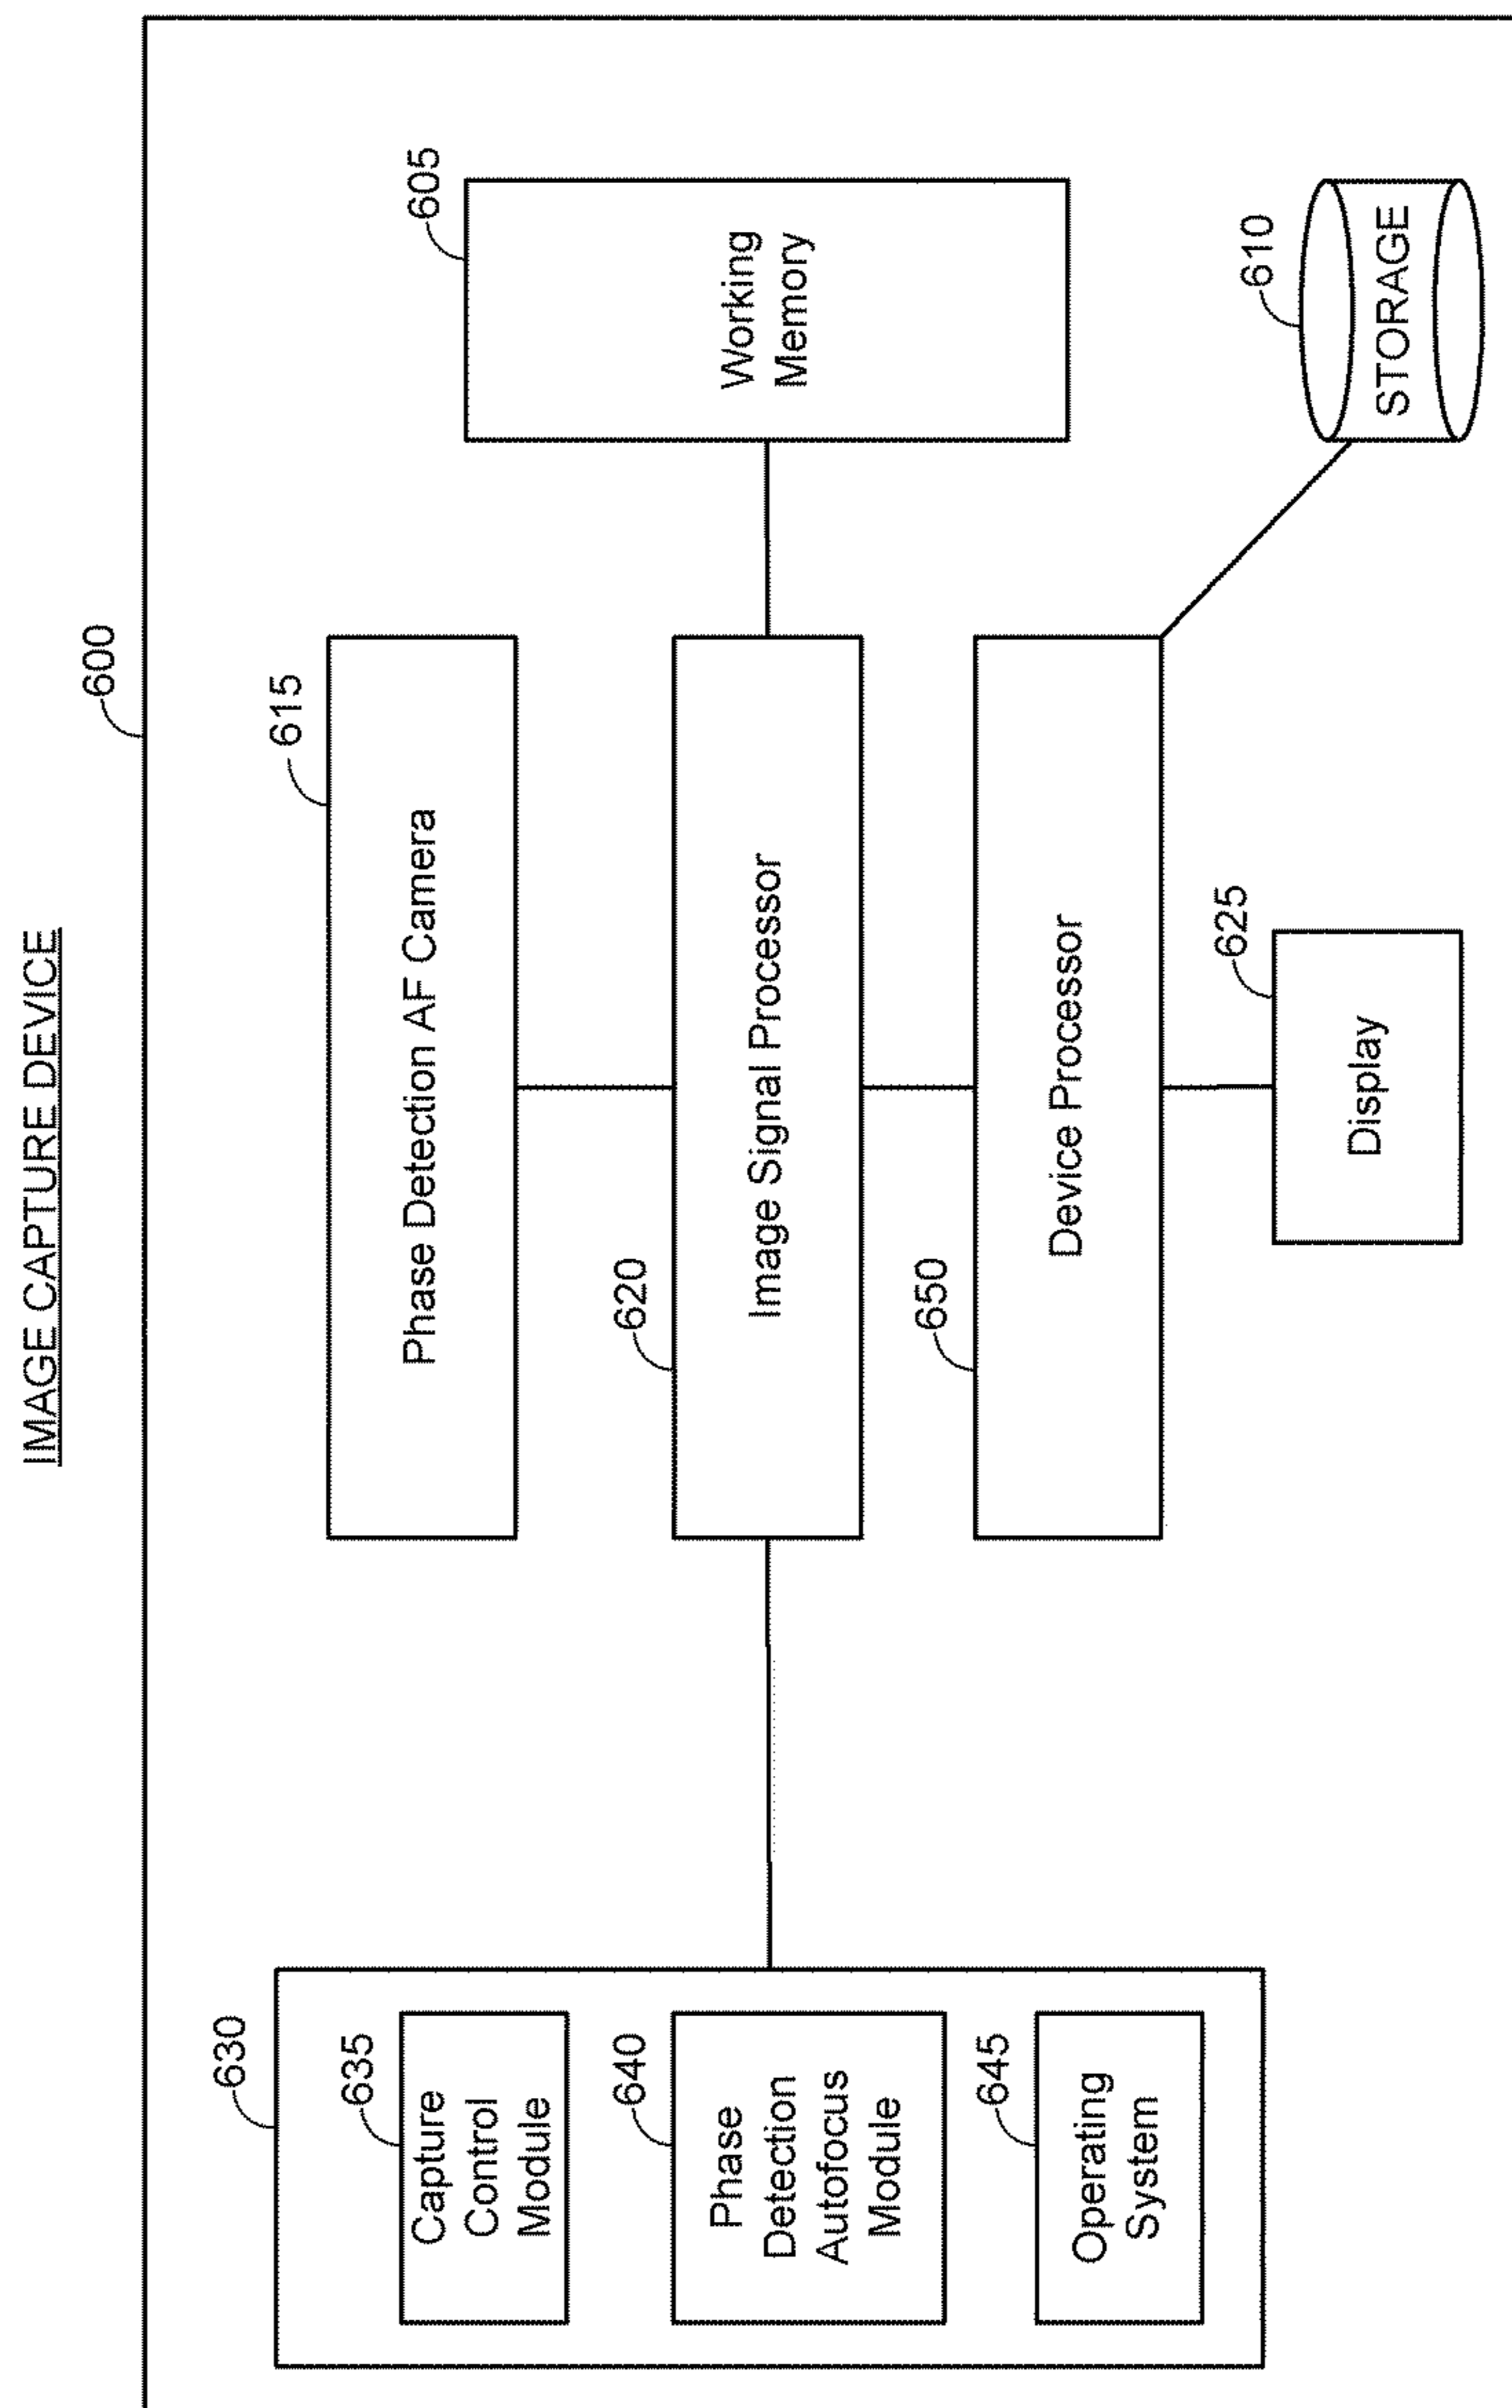 IMAGE CAPTURE DEVICE
600
630
635
Capture
Control
Module
640
Phase
Detection
Autofocus
Module
645
Operating
System
615
Phase Detection AF Camera
620
Image Signal Processor
650
Device Processor
625
Display
605
Working
Memory
610
STORAGE